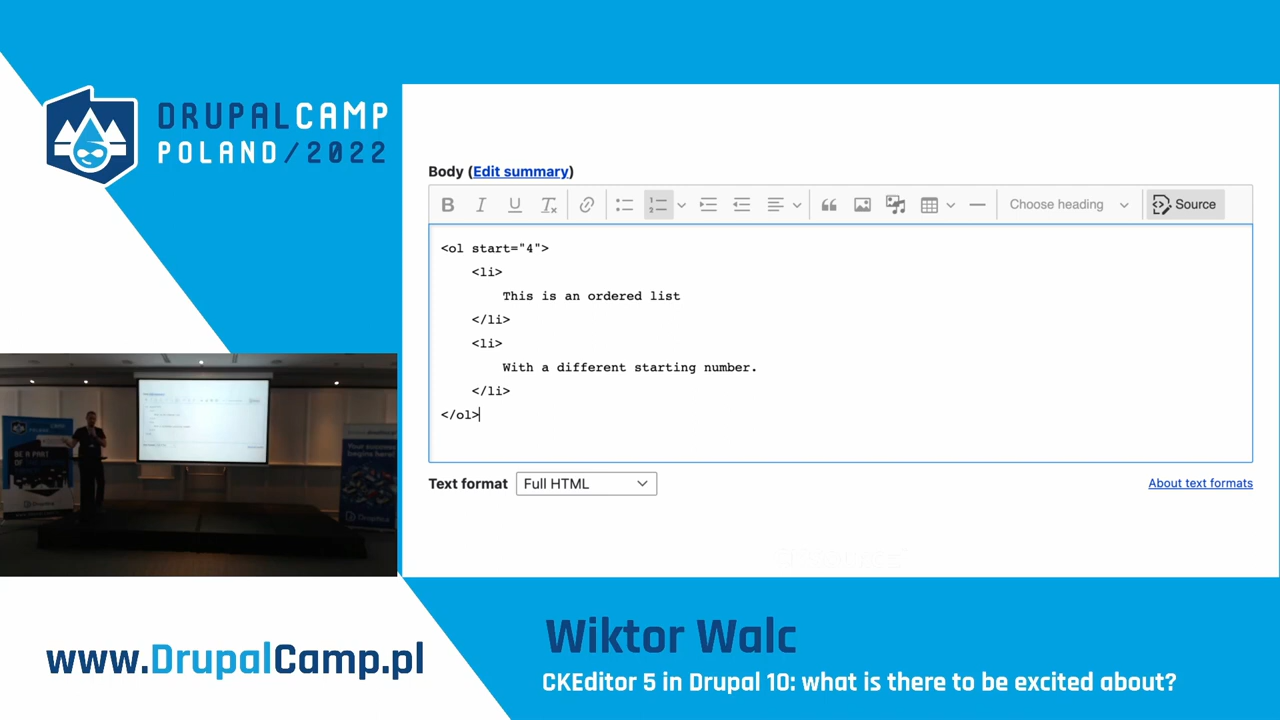 DRUPALCAMP
POLAND/2022
Body (Edit summary)
Choose heading
Source
<ol start="4">
<li>
This is an ordered list
</li>
<li>
With a different starting number.
</li>
</ol>
Text format
Full HTML
About text formats
BE A PART
www.DrupalCamp.pl
Wiktor Walc
CKEditor 5 in Drupal 10: what is there to be excited about?